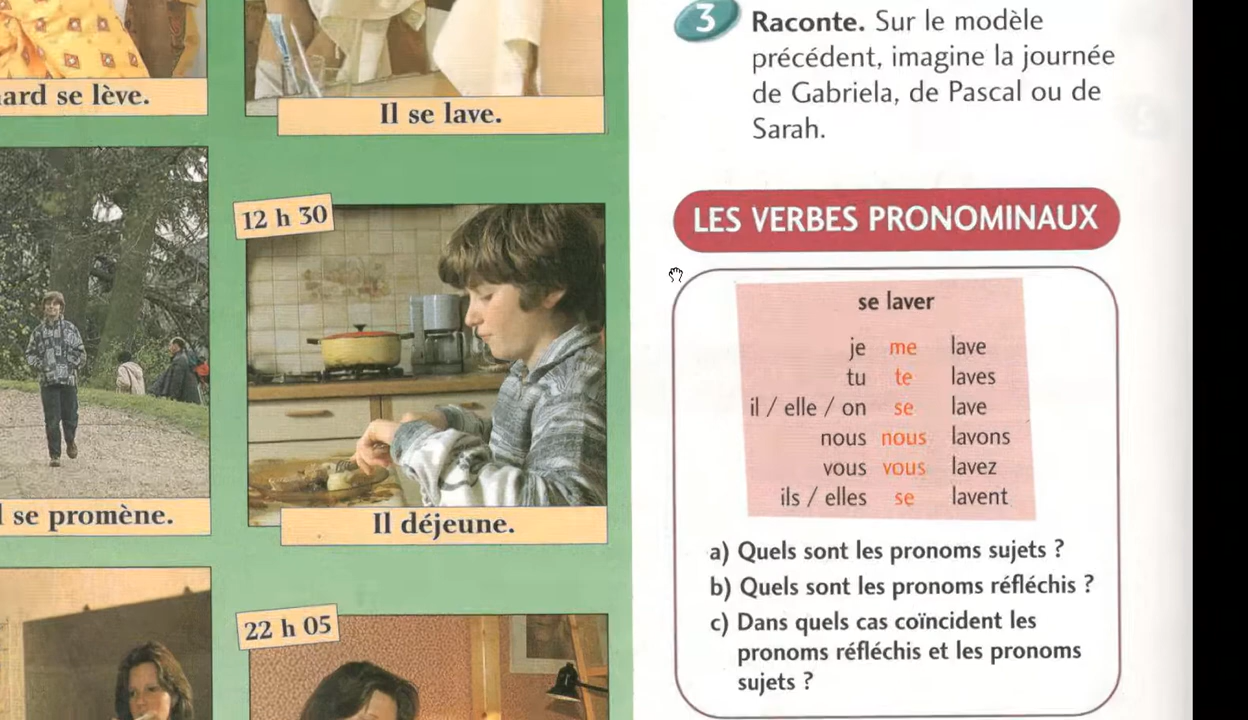 ard se lève.
Il se lave.
12 h 30
se promène.
Il déjeune.
22 h 05
3 Raconte. Sur le modèle
précédent, imagine la journée
de Gabriela, de Pascal ou de
Sarah.
LES VERBES PRONOMINAUX
se laver
je me lave
tu te laves
il / elle / on se lave
nous nous lavons
vous vous lavez
ils / elles se lavent
a) Quels sont les pronoms sujets ?
b) Quels sont les pronoms réfléchis ?
c) Dans quels cas coïncident les
pronoms réfléchis et les pronoms
sujets ?